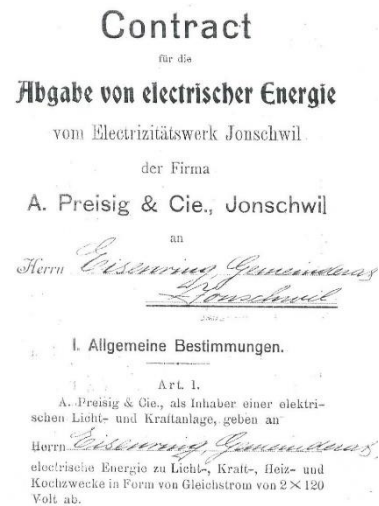 Contract
für die
Abgabe von electrischer Energie
vom Electrizitätswerk Jonschwil
der Firma
A. Preisig & Cie., Jonschwil
an
Herrn Eisenring, Gemeinderat
Jonschwil
I. Allgemeine Bestimmungen.
Art. 1.
A. Preisig & Cie., als Inhaber einer elektri-
schen Licht- und Kraftanlage, geben an
Herrn Eisenring, Gemeinderat,
electrische Energie zu Licht-, Kraft-, Heiz- und
Kochzwecke in Form von Gleichstrom von 2 × 120
Volt ab.